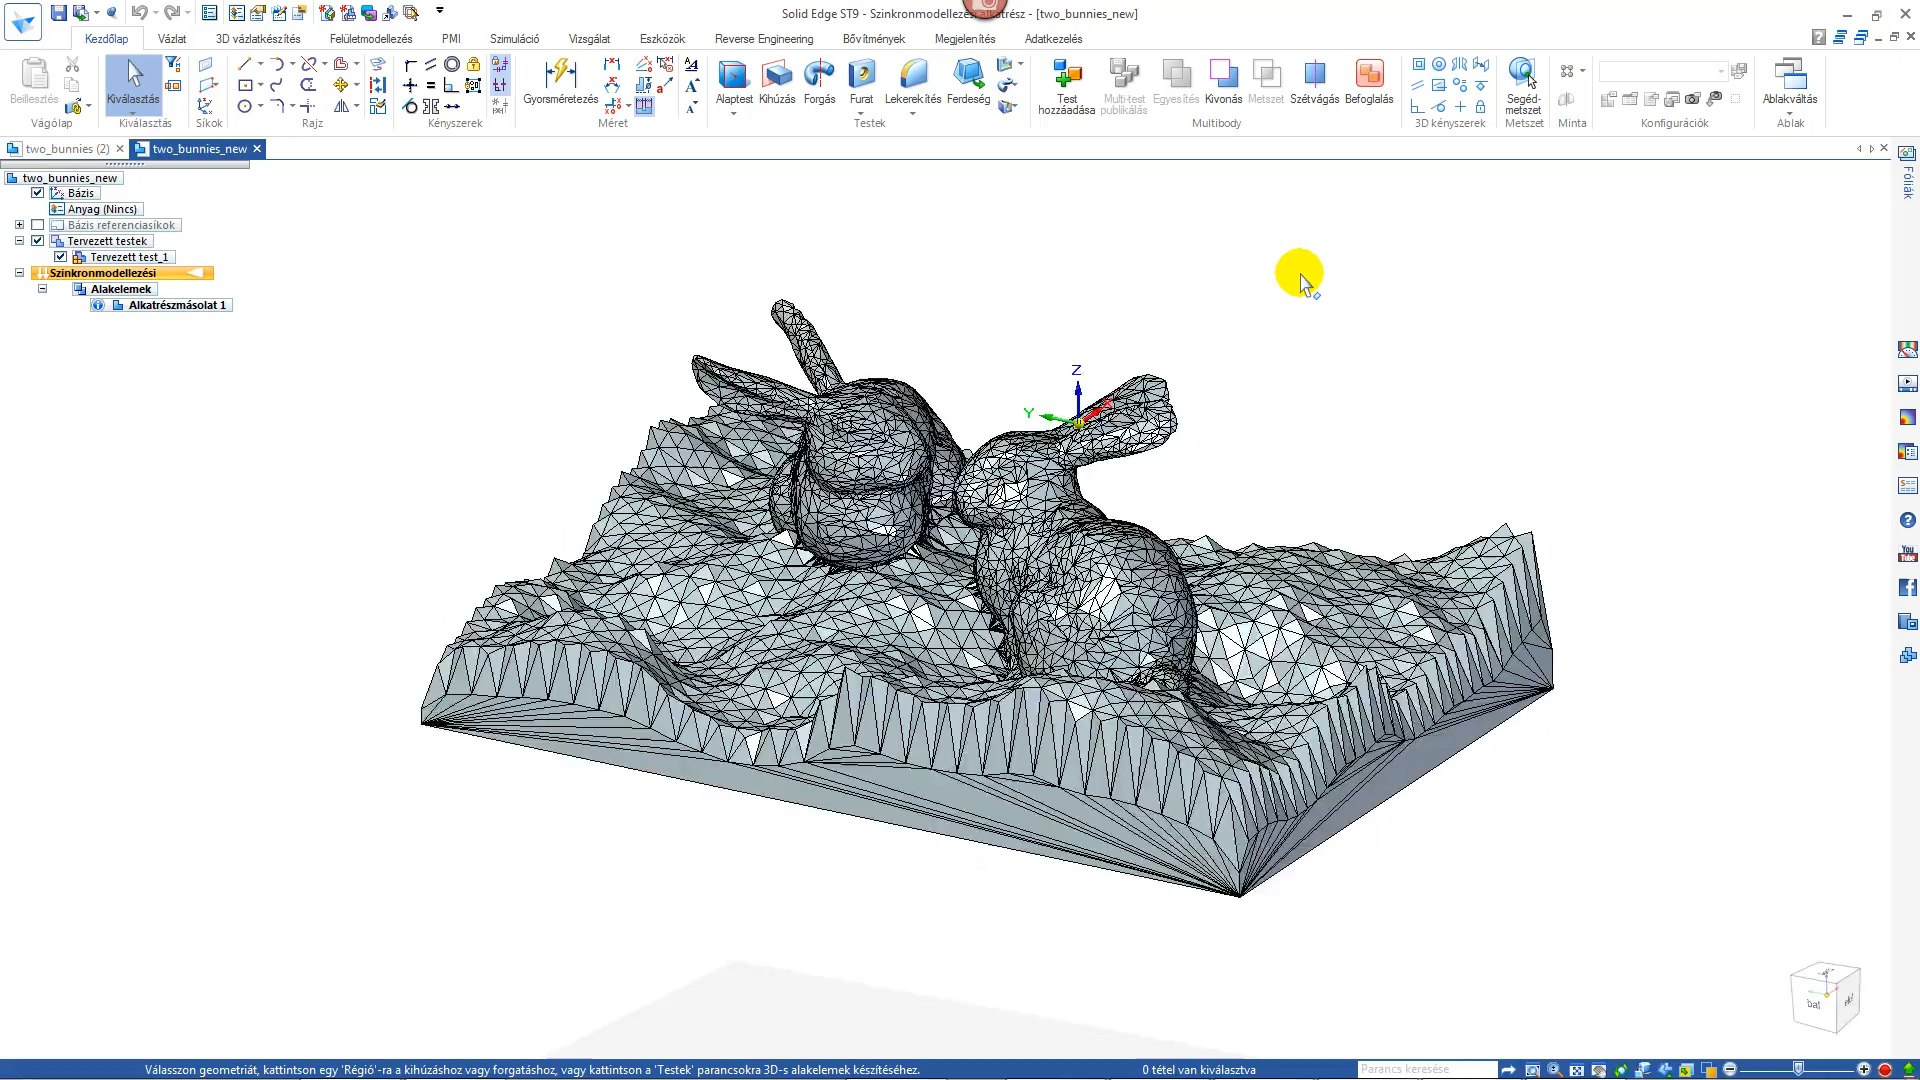 Solid Edge ST9 - Szinkronmodellezési alkatrész - [two_bunnies_new]
Kezdőlap Vázlat 3D vázlatkészítés Felületmodellezés PMI Szimuláció Vizsgálat Eszközök Reverse Engineering Bővítmények Megjelenítés Adatkezelés
Beillesztés Kiválasztás Gyorsméretezés Alaptest Kihúzás Forgás Furat Lekerekítés Ferdeség Test hozzáadása Multi-test publikálás Egyesítés Kivonás Metszet Szétvágás Befoglalás Segéd-metszet Ablakváltás
Vágólap Kiválasztás Síkok Rajz Kényszerek Méret Testek Multibody 3D kényszerek Metszet Minta Konfigurációk Ablak
two_bunnies (2) two_bunnies_new
Fóliák
two_bunnies_new
Bázis
Anyag (Nincs)
Bázis referenciasíkok
Tervezett testek
Tervezett test_1
Szinkronmodellezési
Alakelemek
Alkatrészmásolat 1
Z
Y
X
bal
Válasszon geometriát, kattintson egy 'Régió'-ra a kihúzáshoz vagy forgatáshoz, vagy kattintson a 'Testek' parancsokra 3D-s alakelemek készítéséhez. 0 tétel van kiválasztva Parancs keresése